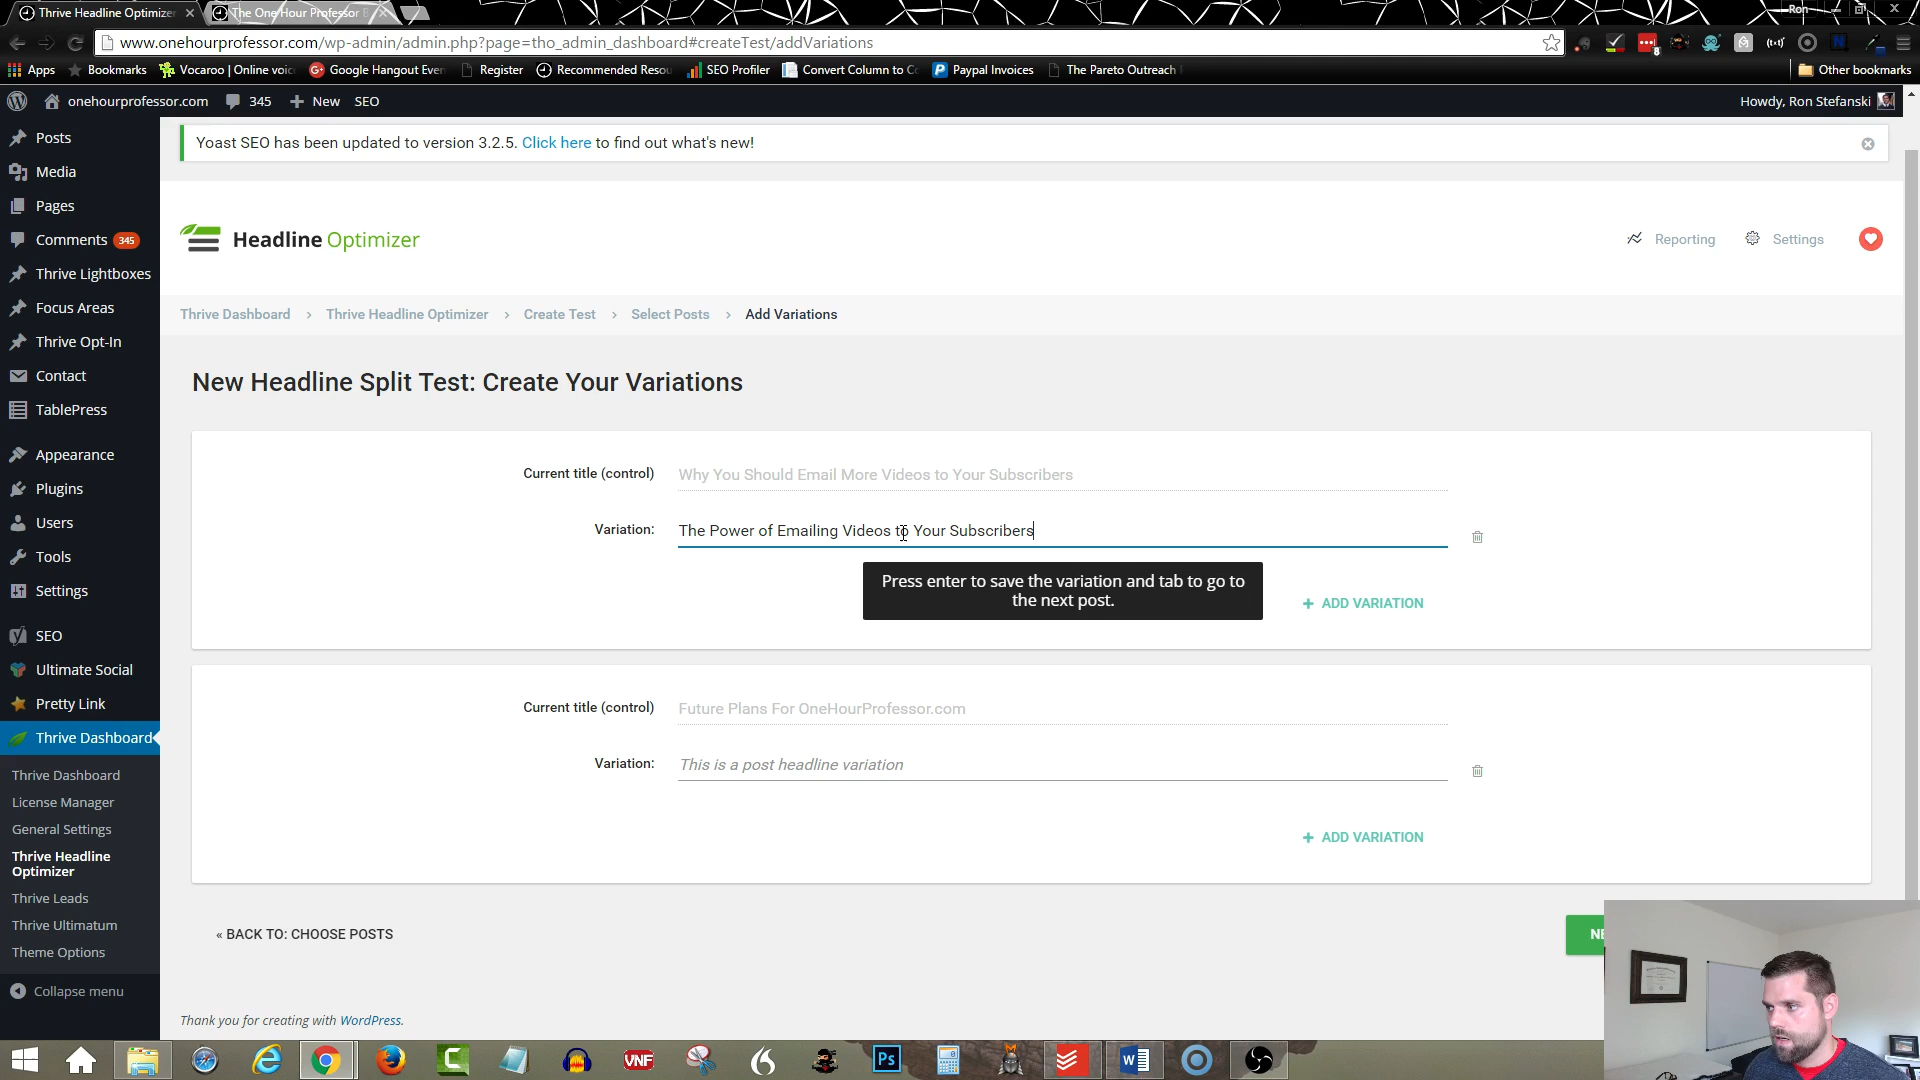 Thrive Headline Optimizer
The One Hour Professor
Ron
www.onehourprofessor.com/wp-admin/admin.php?page=tho_admin_dashboard#createTest/addVariations
Apps
Bookmarks
Vocaroo | Online voic
Google Hangout Even
Register
Recommended Resou
SEO Profiler
Convert Column to Co
Paypal Invoices
The Pareto Outreach
Other bookmarks
onehourprofessor.com
345
New
SEO
Howdy, Ron Stefanski
Posts
Media
Pages
Comments 345
Thrive Lightboxes
Focus Areas
Thrive Opt-In
Contact
TablePress
Appearance
Plugins
Users
Tools
Settings
SEO
Ultimate Social
Pretty Link
Thrive Dashboard
Thrive Dashboard
License Manager
General Settings
Thrive Headline
Optimizer
Thrive Leads
Thrive Ultimatum
Theme Options
Collapse menu
Yoast SEO has been updated to version 3.2.5. Click here to find out what's new!
Headline Optimizer
Reporting
Settings
Thrive Dashboard > Thrive Headline Optimizer > Create Test > Select Posts > Add Variations
New Headline Split Test: Create Your Variations
Current title (control) Why You Should Email More Videos to Your Subscribers
Variation: The Power of Emailing Videos to Your Subscribers
Press enter to save the variation and tab to go to
the next post.
+ ADD VARIATION
Current title (control) Future Plans For OneHourProfessor.com
Variation: This is a post headline variation
+ ADD VARIATION
« BACK TO: CHOOSE POSTS
Thank you for creating with WordPress.
VNF
Ps